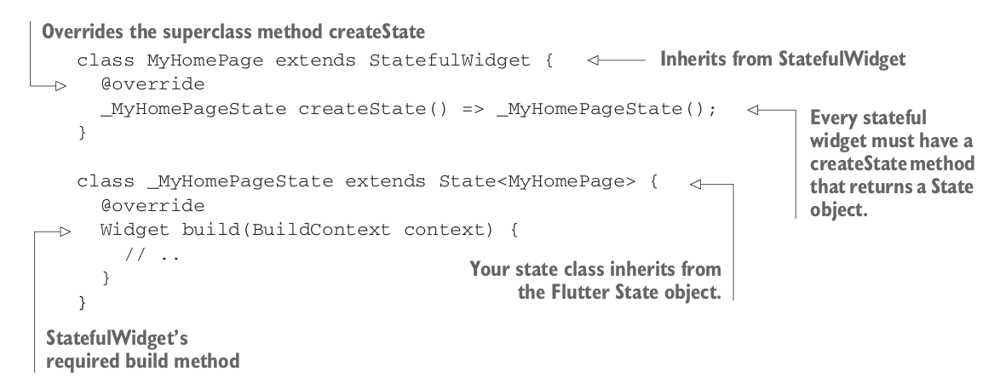 Overrides the superclass method createState
class MyHomePage extends StatefulWidget {
Inherits from StatefulWidget
@override
_MyHomePageState createState() => _MyHomePageState();
}
Every stateful
widget must have a
createState method
that returns a State
object.
class _MyHomePageState extends State<MyHomePage> {
@override
Widget build(BuildContext context) {
// ..
}
}
Your state class inherits from
the Flutter State object.
StatefulWidget’s
required build method